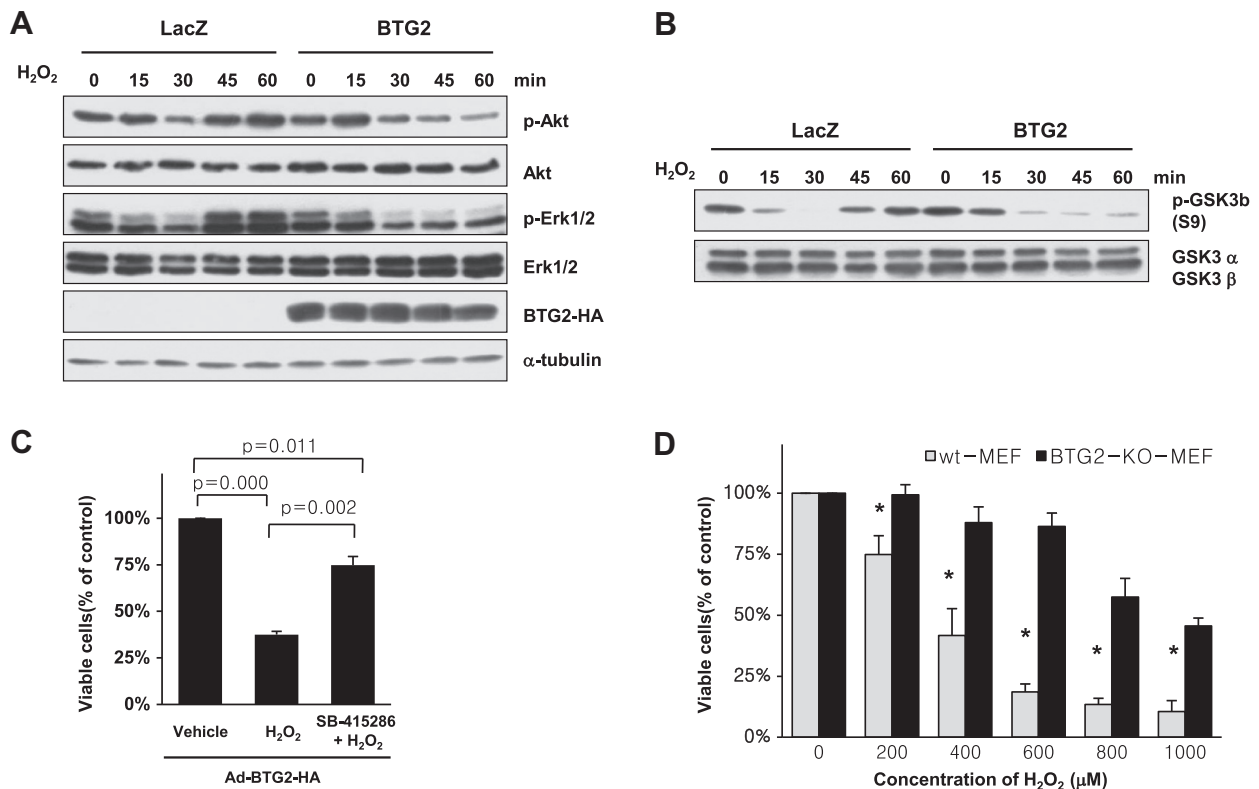 A
LacZ BTG2
H₂O₂ 0 15 30 45 60 0 15 30 45 60 min
p-Akt
Akt
p-Erk1/2
Erk1/2
BTG2-HA
α-tubulin
B
LacZ BTG2
H₂O₂ 0 15 30 45 60 0 15 30 45 60 min
p-GSK3b
(S9)
GSK3 α
GSK3 β
C
p=0.011
p=0.000
p=0.002
Viable cells(% of control)
100%
75%
50%
25%
0%
Vehicle H₂O₂ SB-415286
+ H₂O₂
Ad-BTG2-HA
D
wt-MEF BTG2-KO-MEF
Viable cells(% of control)
100%
75%
50%
25%
0%
* * * * *
0 200 400 600 800 1000
Concentration of H₂O₂ (μM)